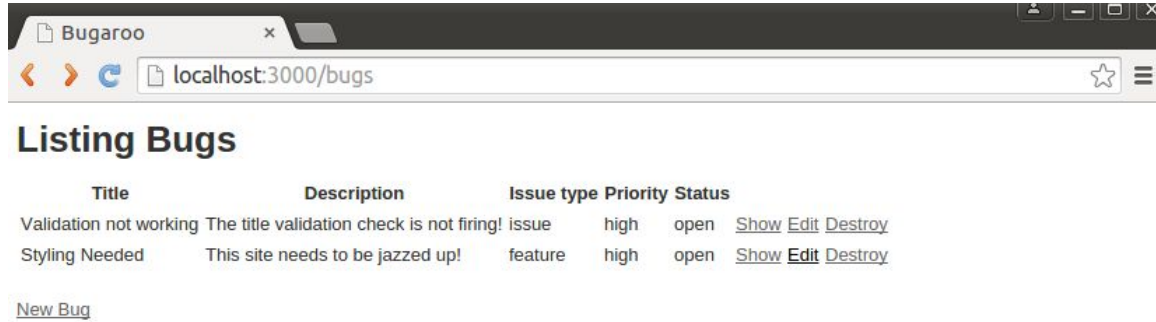 Bugaroo ×
localhost:3000/bugs
Listing Bugs
Title Description Issue type Priority Status
Validation not working The title validation check is not firing! issue high open Show Edit Destroy
Styling Needed This site needs to be jazzed up! feature high open Show Edit Destroy
New Bug